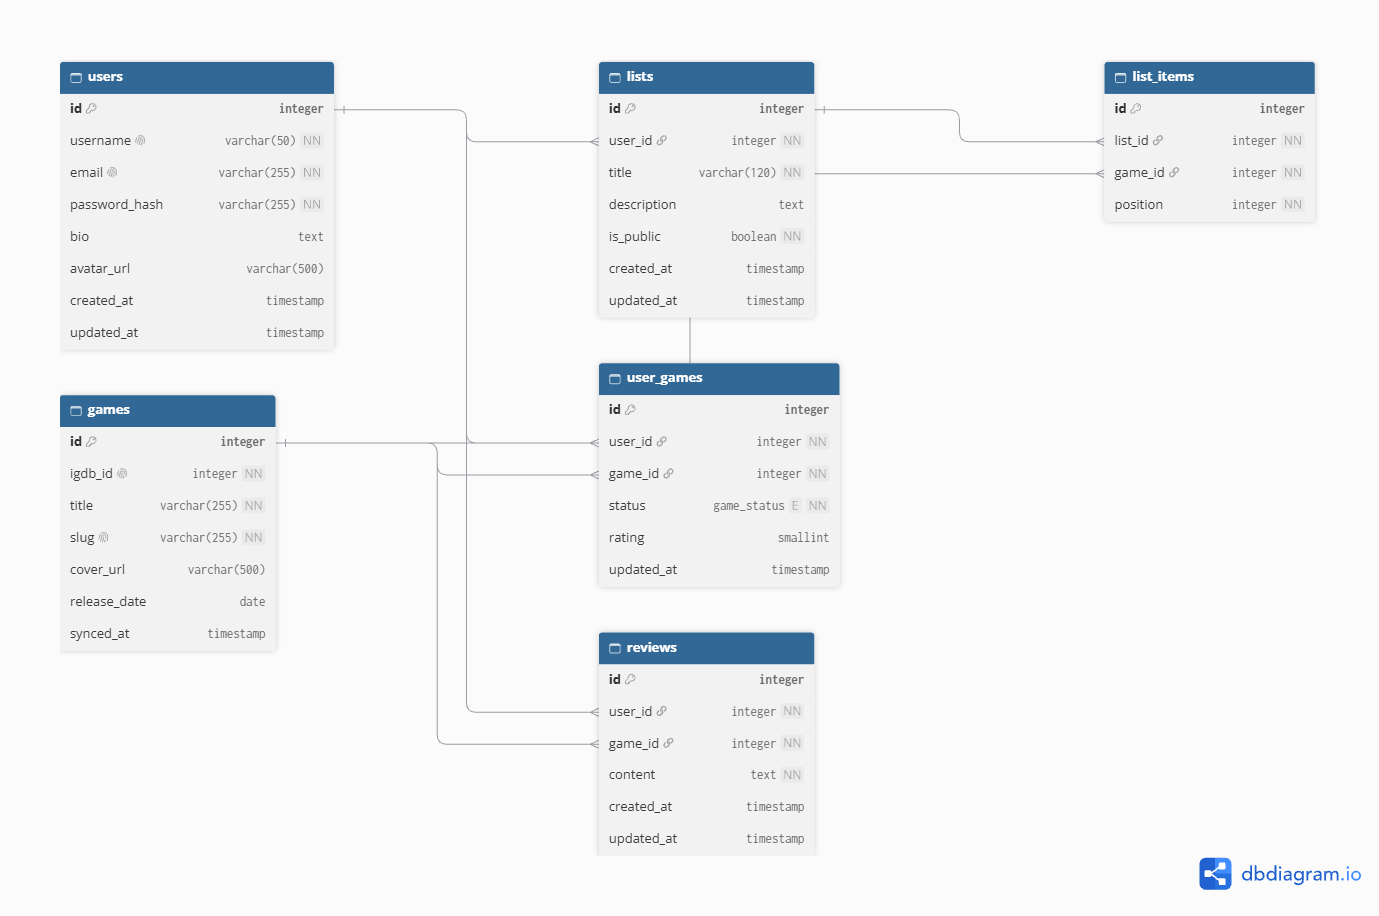 users
id integer
username varchar(50) NN
email varchar(255) NN
password_hash varchar(255) NN
bio text
avatar_url varchar(500)
created_at timestamp
updated_at timestamp
games
id integer
igdb_id integer NN
title varchar(255) NN
slug varchar(255) NN
cover_url varchar(500)
release_date date
synced_at timestamp
lists
id integer
user_id integer NN
title varchar(120) NN
description text
is_public boolean NN
created_at timestamp
updated_at timestamp
user_games
id integer
user_id integer NN
game_id integer NN
status game_status E NN
rating smallint
updated_at timestamp
reviews
id integer
user_id integer NN
game_id integer NN
content text NN
created_at timestamp
updated_at timestamp
list_items
id integer
list_id integer NN
game_id integer NN
position integer NN
dbdiagram.io